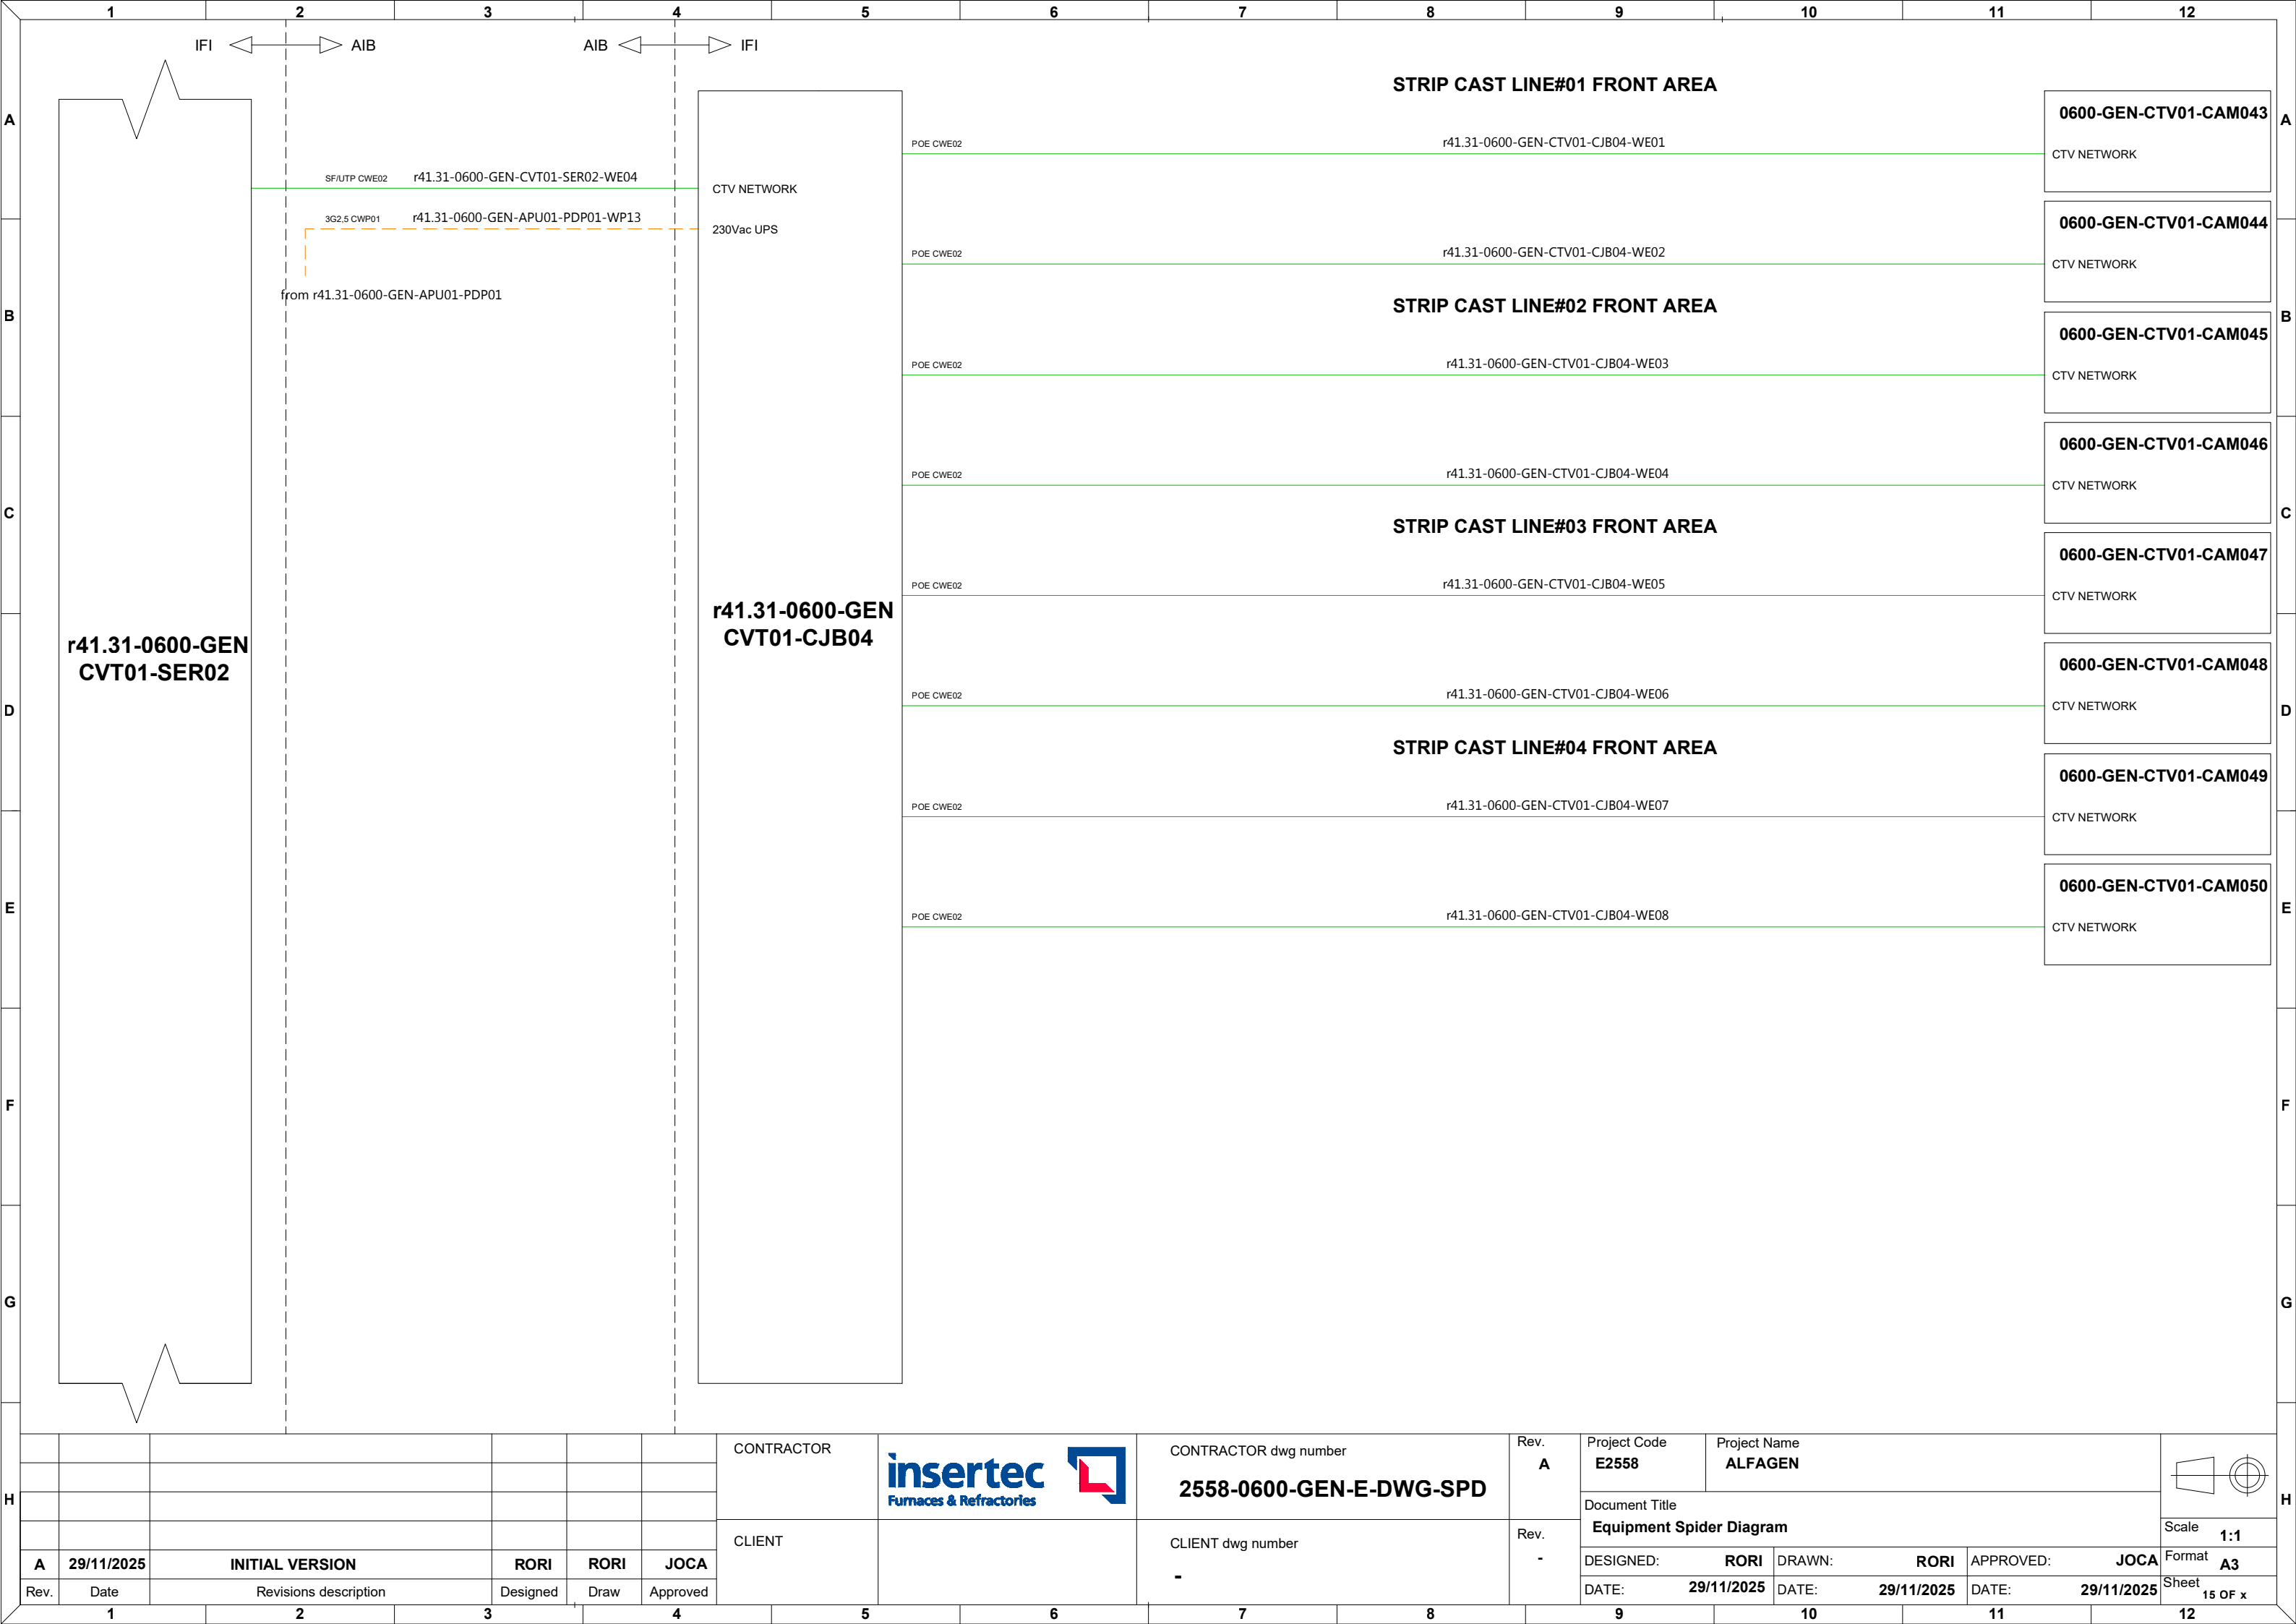 1 2 3 4 5 6 7 8 9 10 11 12
IFI AIB AIB IFI
STRIP CAST LINE#01 FRONT AREA
A A
0600-GEN-CTV01-CAM043
POE CWE02 r41.31-0600-GEN-CTV01-CJB04-WE01
CTV NETWORK
SF/UTP CWE02 r41.31-0600-GEN-CVT01-SER02-WE04
CTV NETWORK
3G2,5 CWP01 r41.31-0600-GEN-APU01-PDP01-WP13
230Vac UPS
from r41.31-0600-GEN-APU01-PDP01
0600-GEN-CTV01-CAM044
POE CWE02 r41.31-0600-GEN-CTV01-CJB04-WE02
CTV NETWORK
STRIP CAST LINE#02 FRONT AREA
B B
0600-GEN-CTV01-CAM045
POE CWE02 r41.31-0600-GEN-CTV01-CJB04-WE03
CTV NETWORK
0600-GEN-CTV01-CAM046
POE CWE02 r41.31-0600-GEN-CTV01-CJB04-WE04
CTV NETWORK
C C
STRIP CAST LINE#03 FRONT AREA
0600-GEN-CTV01-CAM047
POE CWE02 r41.31-0600-GEN-CTV01-CJB04-WE05
CTV NETWORK
r41.31-0600-GEN
CVT01-CJB04
r41.31-0600-GEN
CVT01-SER02
0600-GEN-CTV01-CAM048
POE CWE02 r41.31-0600-GEN-CTV01-CJB04-WE06
CTV NETWORK
D D
STRIP CAST LINE#04 FRONT AREA
0600-GEN-CTV01-CAM049
POE CWE02 r41.31-0600-GEN-CTV01-CJB04-WE07
CTV NETWORK
0600-GEN-CTV01-CAM050
E E
POE CWE02 r41.31-0600-GEN-CTV01-CJB04-WE08
CTV NETWORK
F F
G G
H H
A 29/11/2025 INITIAL VERSION RORI RORI JOCA
Rev. Date Revisions description Designed Draw Approved
CONTRACTOR
insertec
Furnaces & Refractories
CLIENT
CONTRACTOR dwg number
2558-0600-GEN-E-DWG-SPD
Rev.
A
CLIENT dwg number
-
Rev.
-
Project Code
E2558
Project Name
ALFAGEN
Document Title
Equipment Spider Diagram
DESIGNED: RORI DRAWN: RORI APPROVED: JOCA
DATE: 29/11/2025 DATE: 29/11/2025 DATE: 29/11/2025
Scale
1:1
Format
A3
Sheet
15 OF x
1 2 3 4 5 6 7 8 9 10 11 12